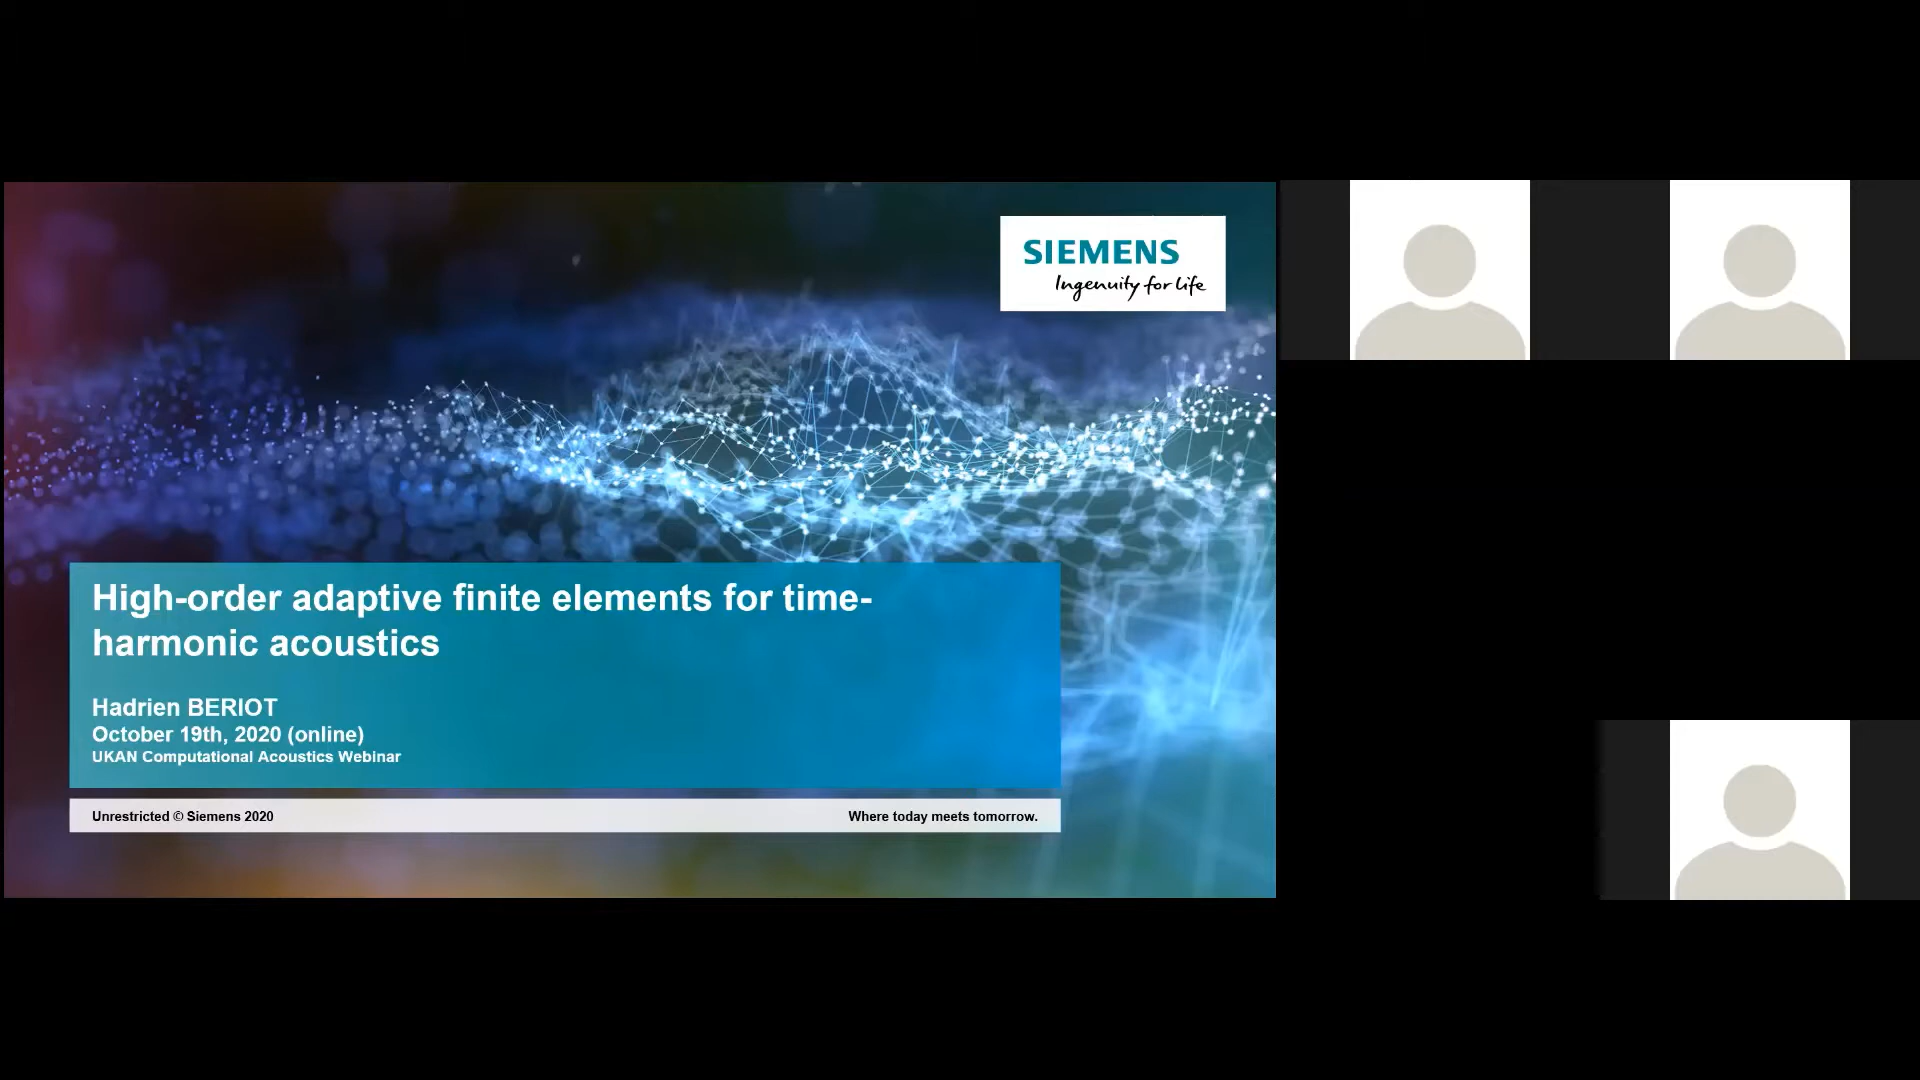 SIEMENS
Ingenuity for life
High-order adaptive finite elements for time-
harmonic acoustics
Hadrien BERIOT
October 19th, 2020 (online)
UKAN Computational Acoustics Webinar
Unrestricted © Siemens 2020
Where today meets tomorrow.